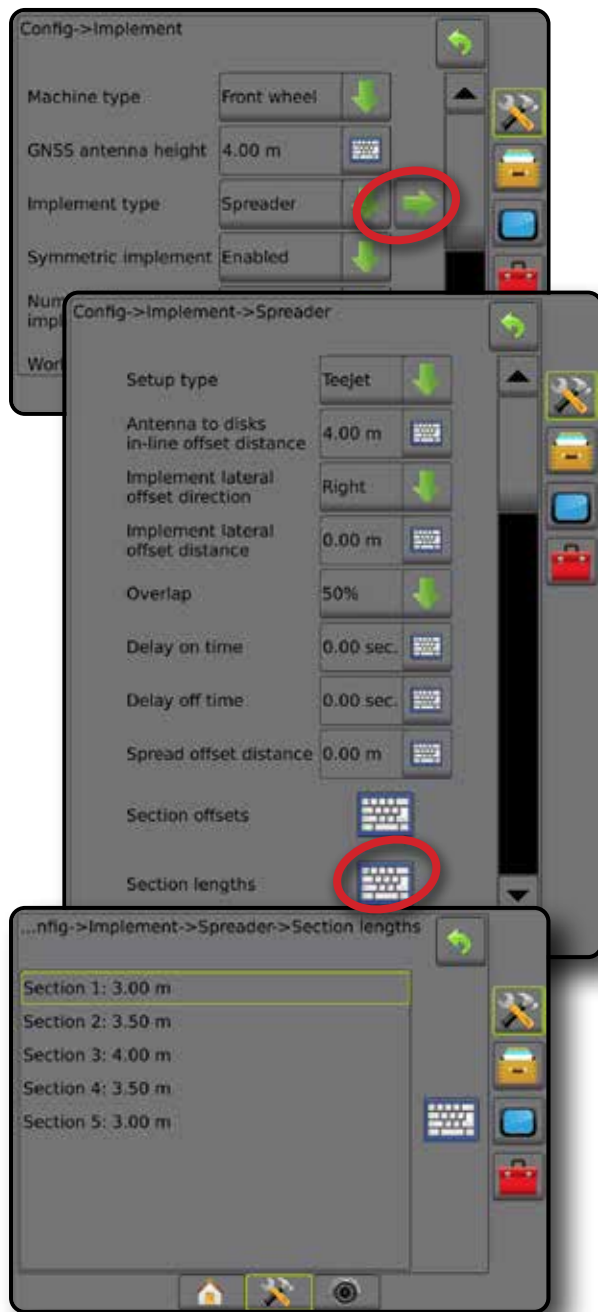 Config->Implement
Machine type Front wheel
GNSS antenna height 4.00 m
Implement type Spreader
Symmetric implement Enabled
Num
impl
Wor
Config->Implement->Spreader
Setup type Teejet
Antenna to disks
in-line offset distance 4.00 m
Implement lateral
offset direction Right
Implement lateral
offset distance 0.00 m
Overlap 50%
Delay on time 0.00 sec.
Delay off time 0.00 sec.
Spread offset distance 0.00 m
Section offsets
Section lengths
...nfig->Implement->Spreader->Section lengths
Section 1: 3.00 m
Section 2: 3.50 m
Section 3: 4.00 m
Section 4: 3.50 m
Section 5: 3.00 m